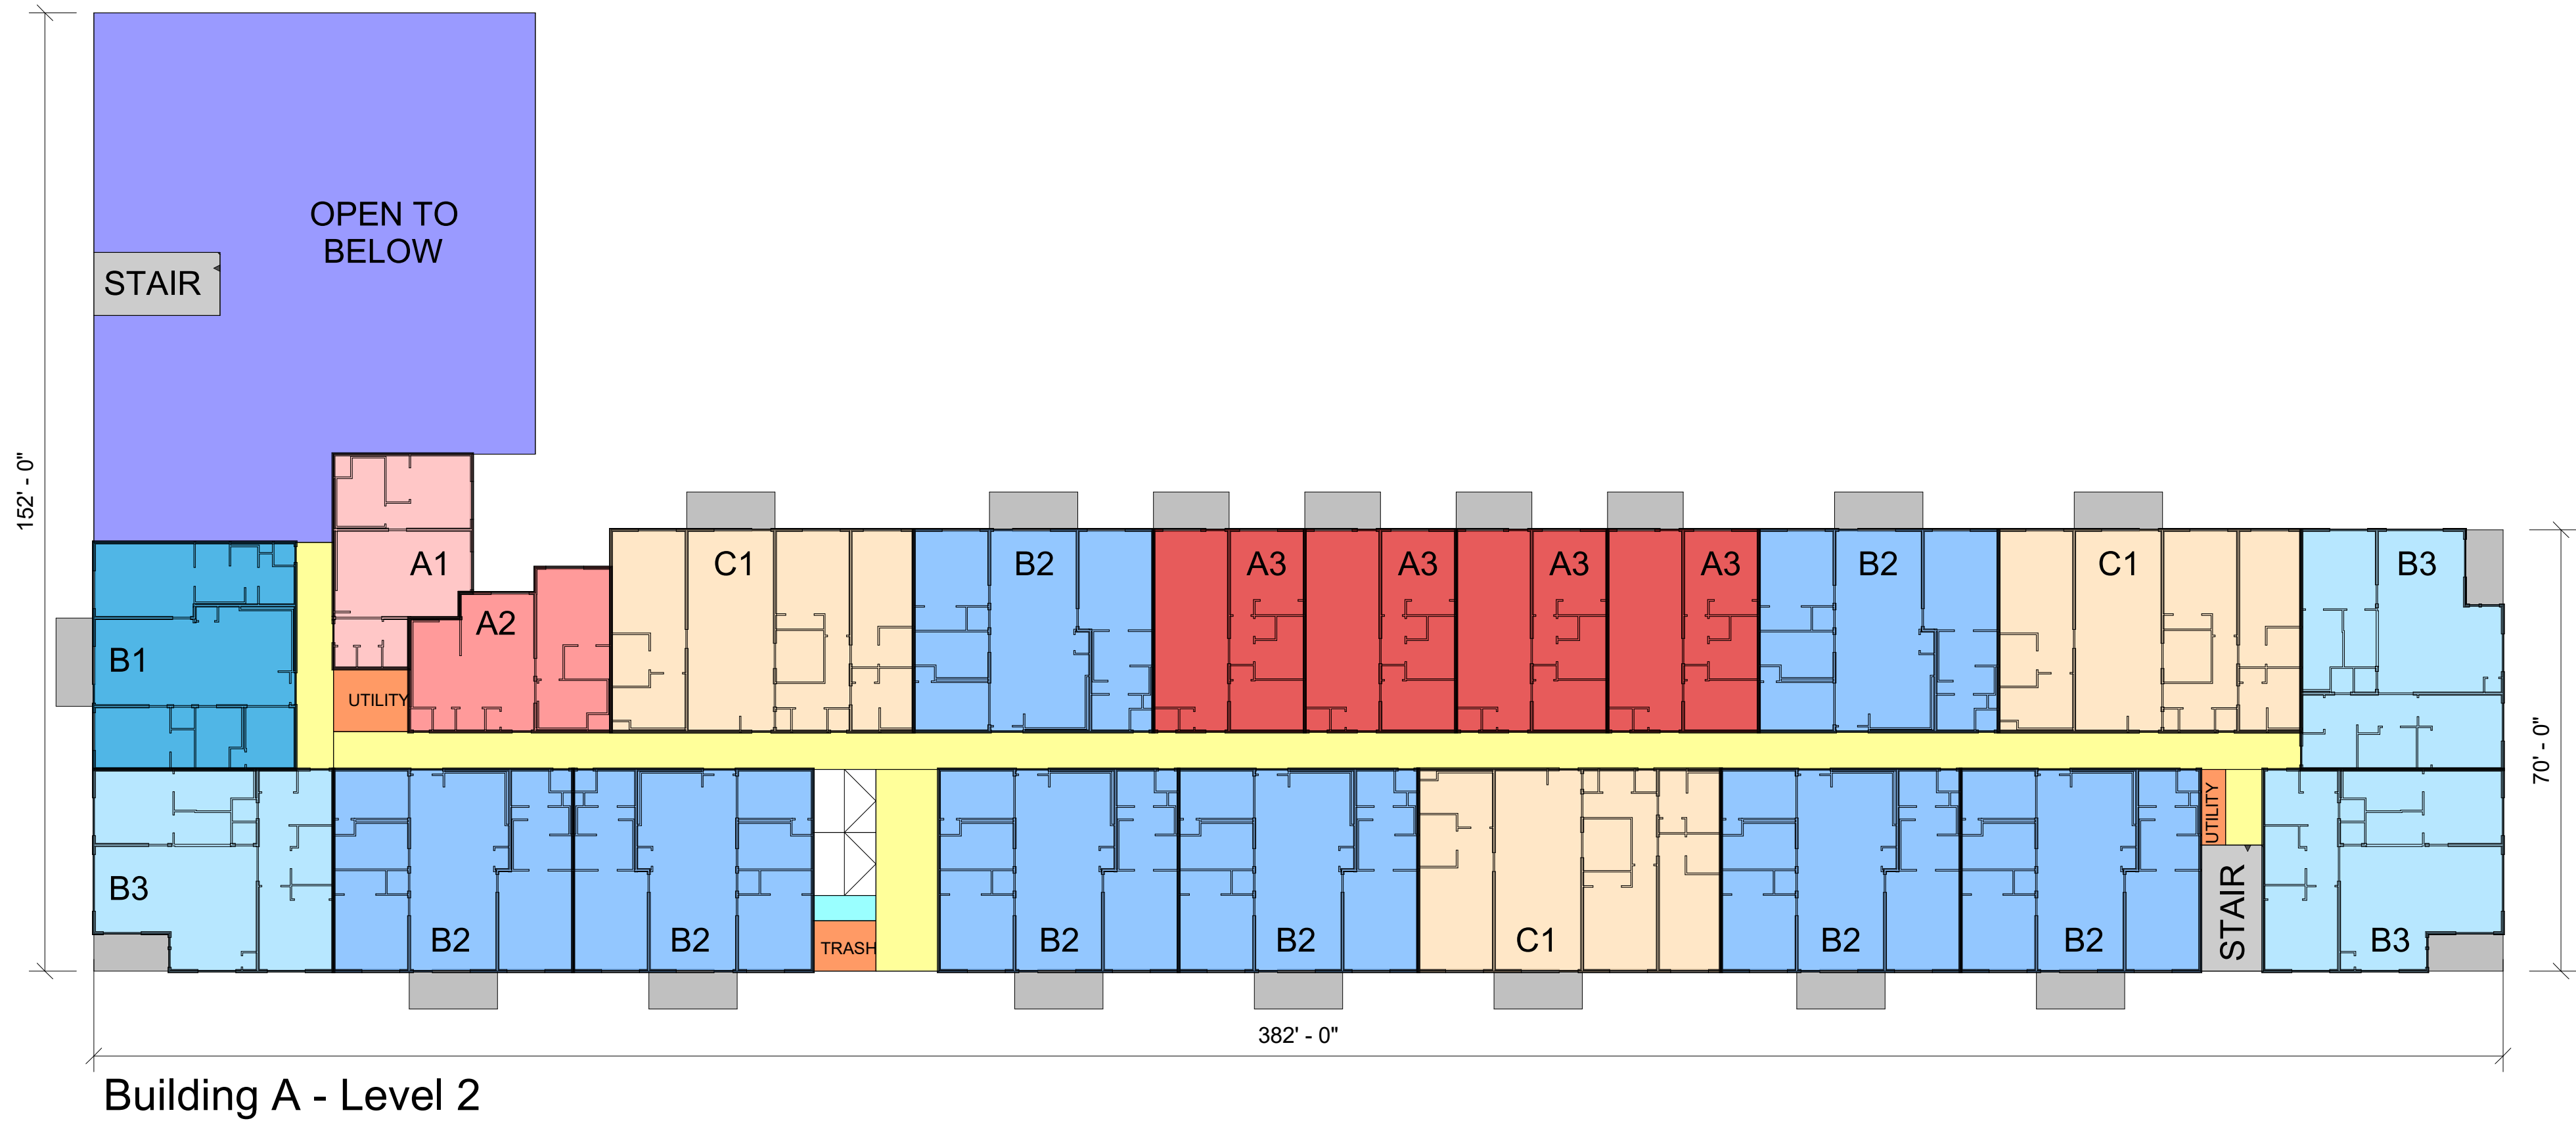 OPEN TO
BELOW
STAIR
152' - 0"
A1
C1
B2
A3
A3
A3
A3
B2
C1
B3
A2
B1
UTILITY
70' - 0"
UTILITY
B3
STAIR
B2
B2
B2
B2
C1
B2
B2
B3
TRASH
382' - 0"
Building A - Level 2